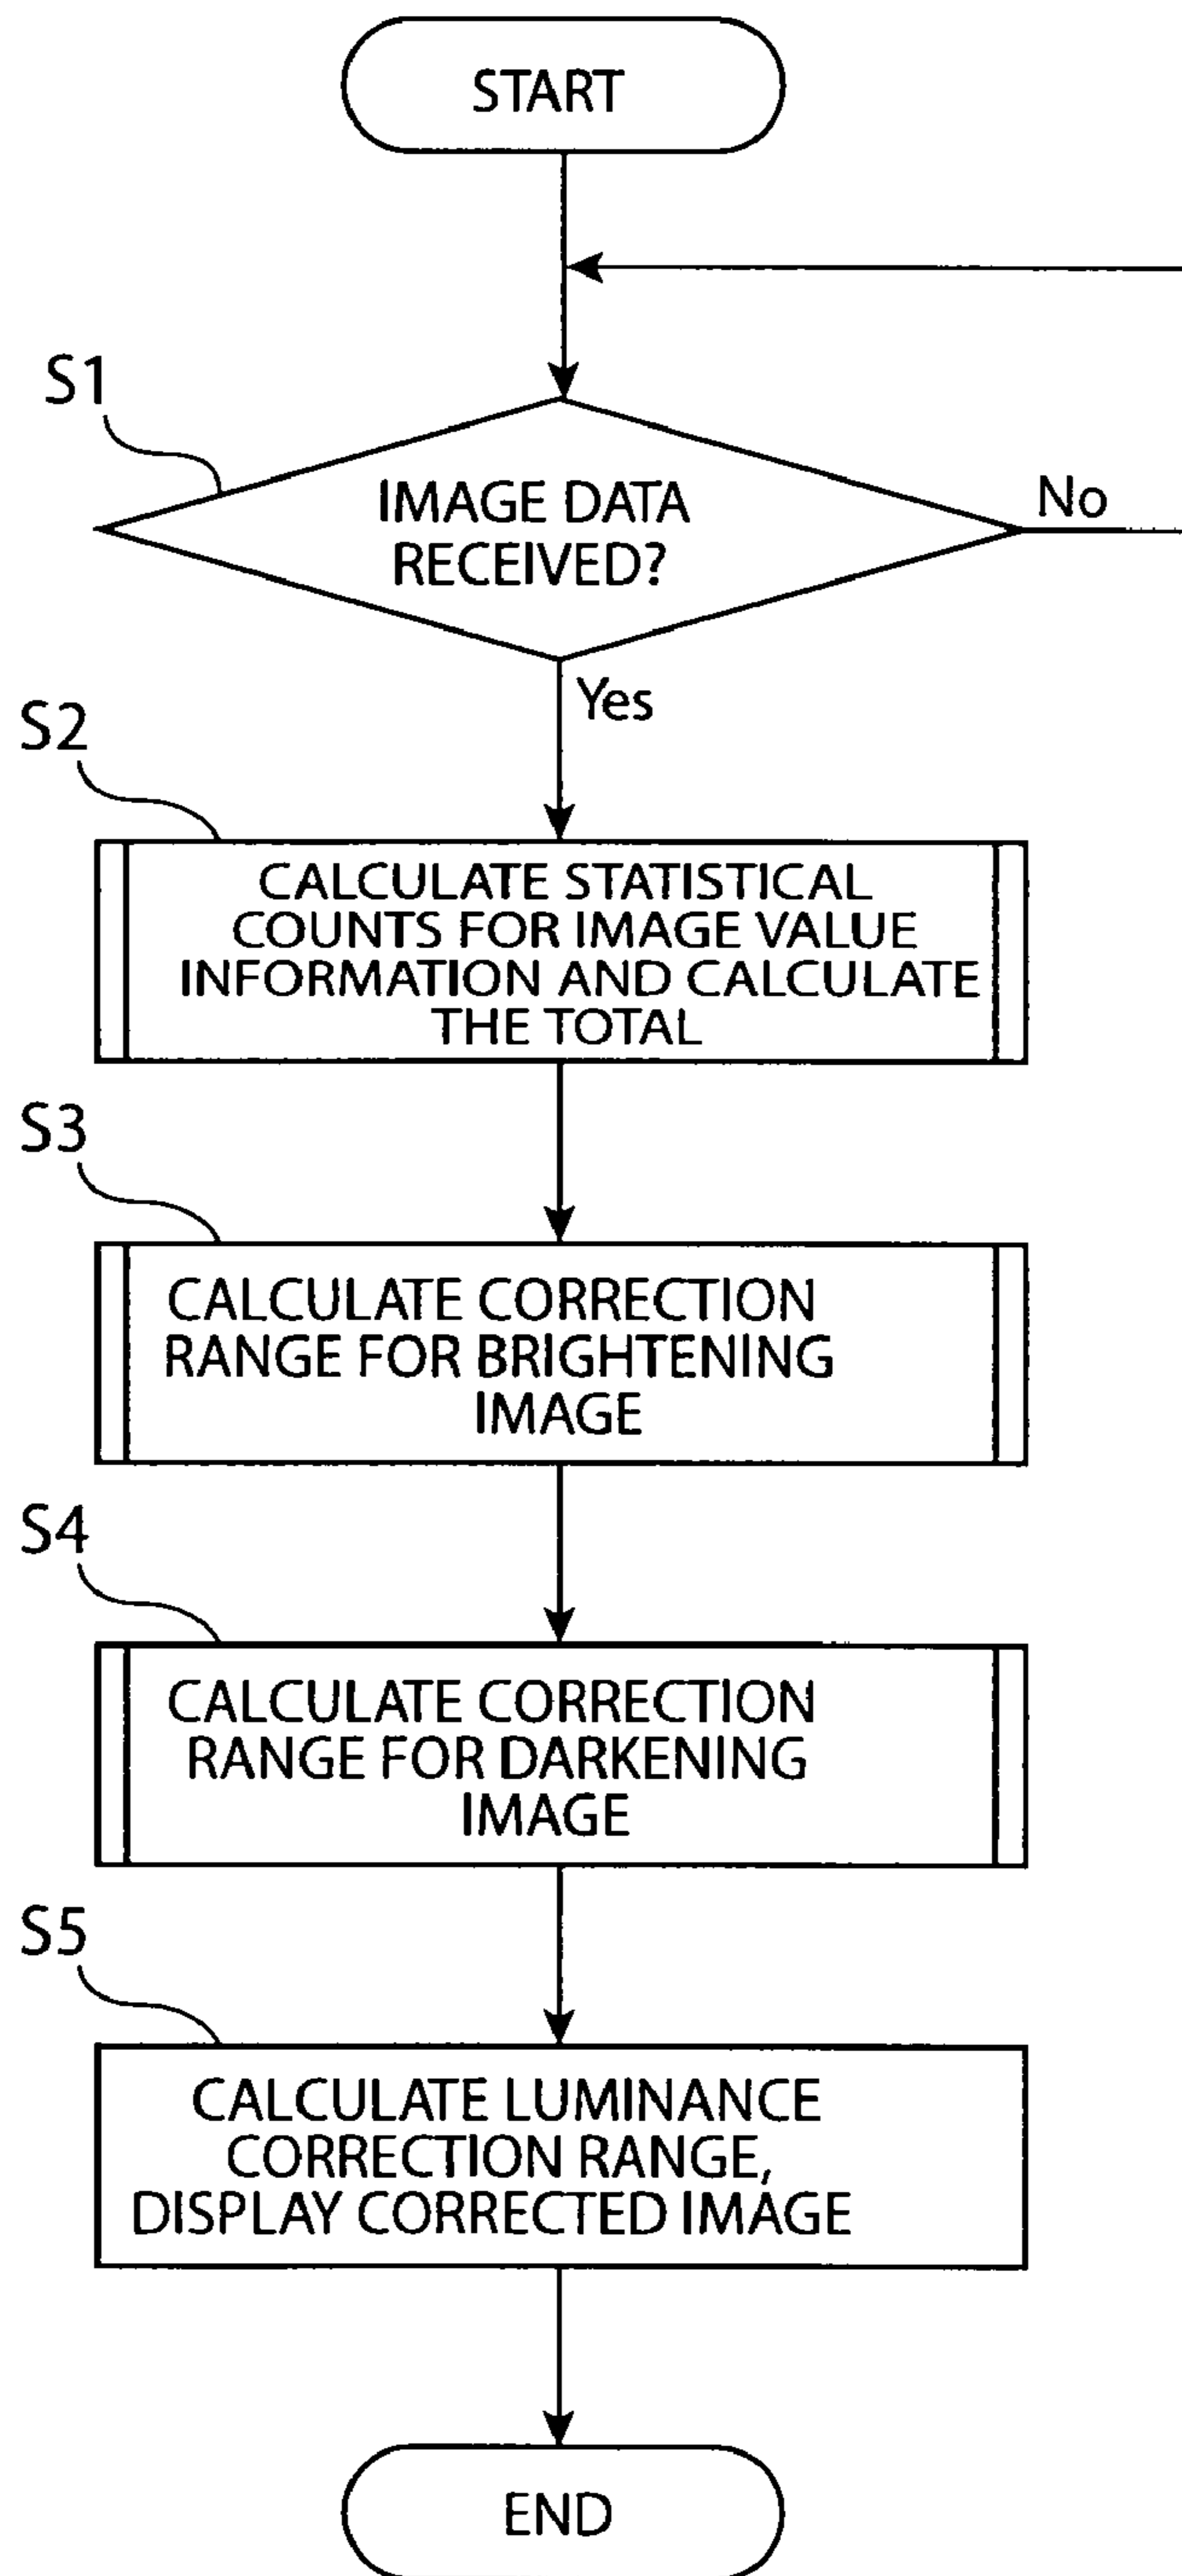 START
S1
IMAGE DATA
RECEIVED?
No
Yes
S2
CALCULATE STATISTICAL
COUNTS FOR IMAGE VALUE
INFORMATION AND CALCULATE
THE TOTAL
S3
CALCULATE CORRECTION
RANGE FOR BRIGHTENING
IMAGE
S4
CALCULATE CORRECTION
RANGE FOR DARKENING
IMAGE
S5
CALCULATE LUMINANCE
CORRECTION RANGE,
DISPLAY CORRECTED IMAGE
END